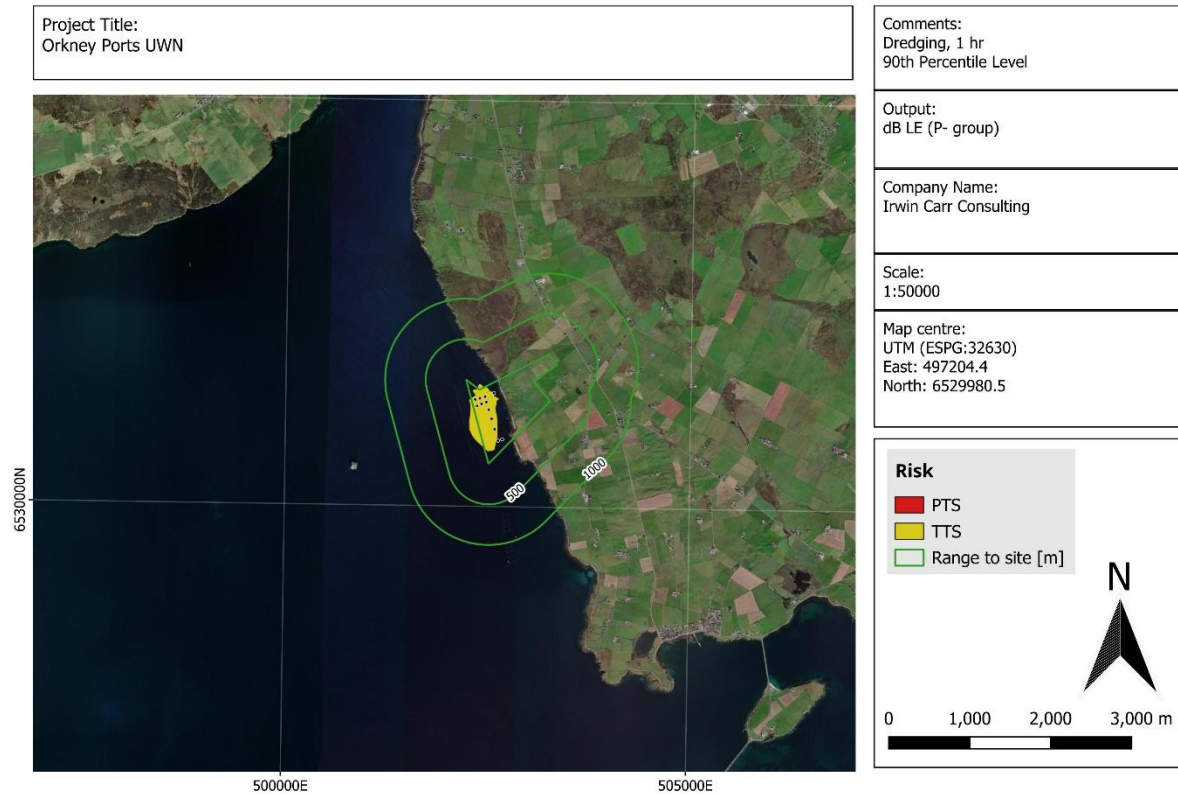 Project Title:
Orkney Ports UWN
Comments:
Dredging, 1 hr
90th Percentile Level
Output:
dB LE (P- group)
Company Name:
Irwin Carr Consulting
Scale:
1:50000
Map centre:
UTM (ESPG:32630)
East: 497204.4
North: 6529980.5
Risk
PTS
TTS
Range to site [m]
N
0 1,000 2,000 3,000 m
500
1000
6530000N
500000E
505000E